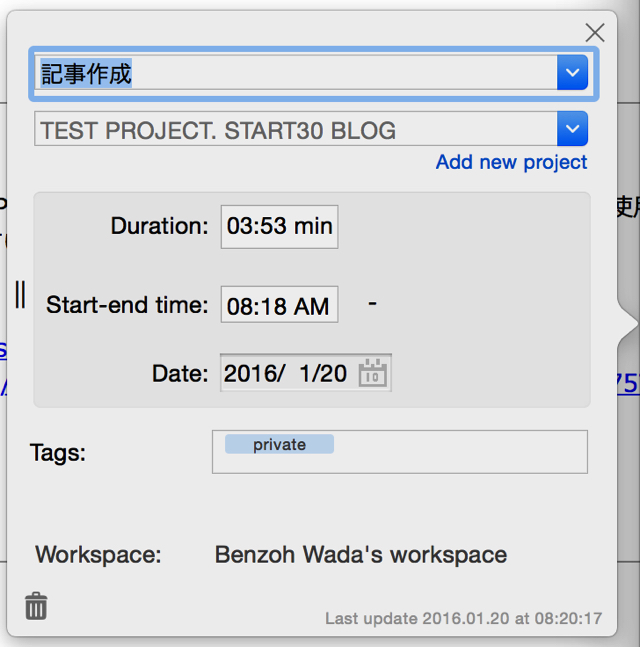 記事作成
TEST PROJECT. START30 BLOG
Add new project
Duration: 03:53 min
Start-end time: 08:18 AM -
Date: 2016/ 1/20
Tags: private
Workspace: Benzoh Wada's workspace
Last update 2016.01.20 at 08:20:17